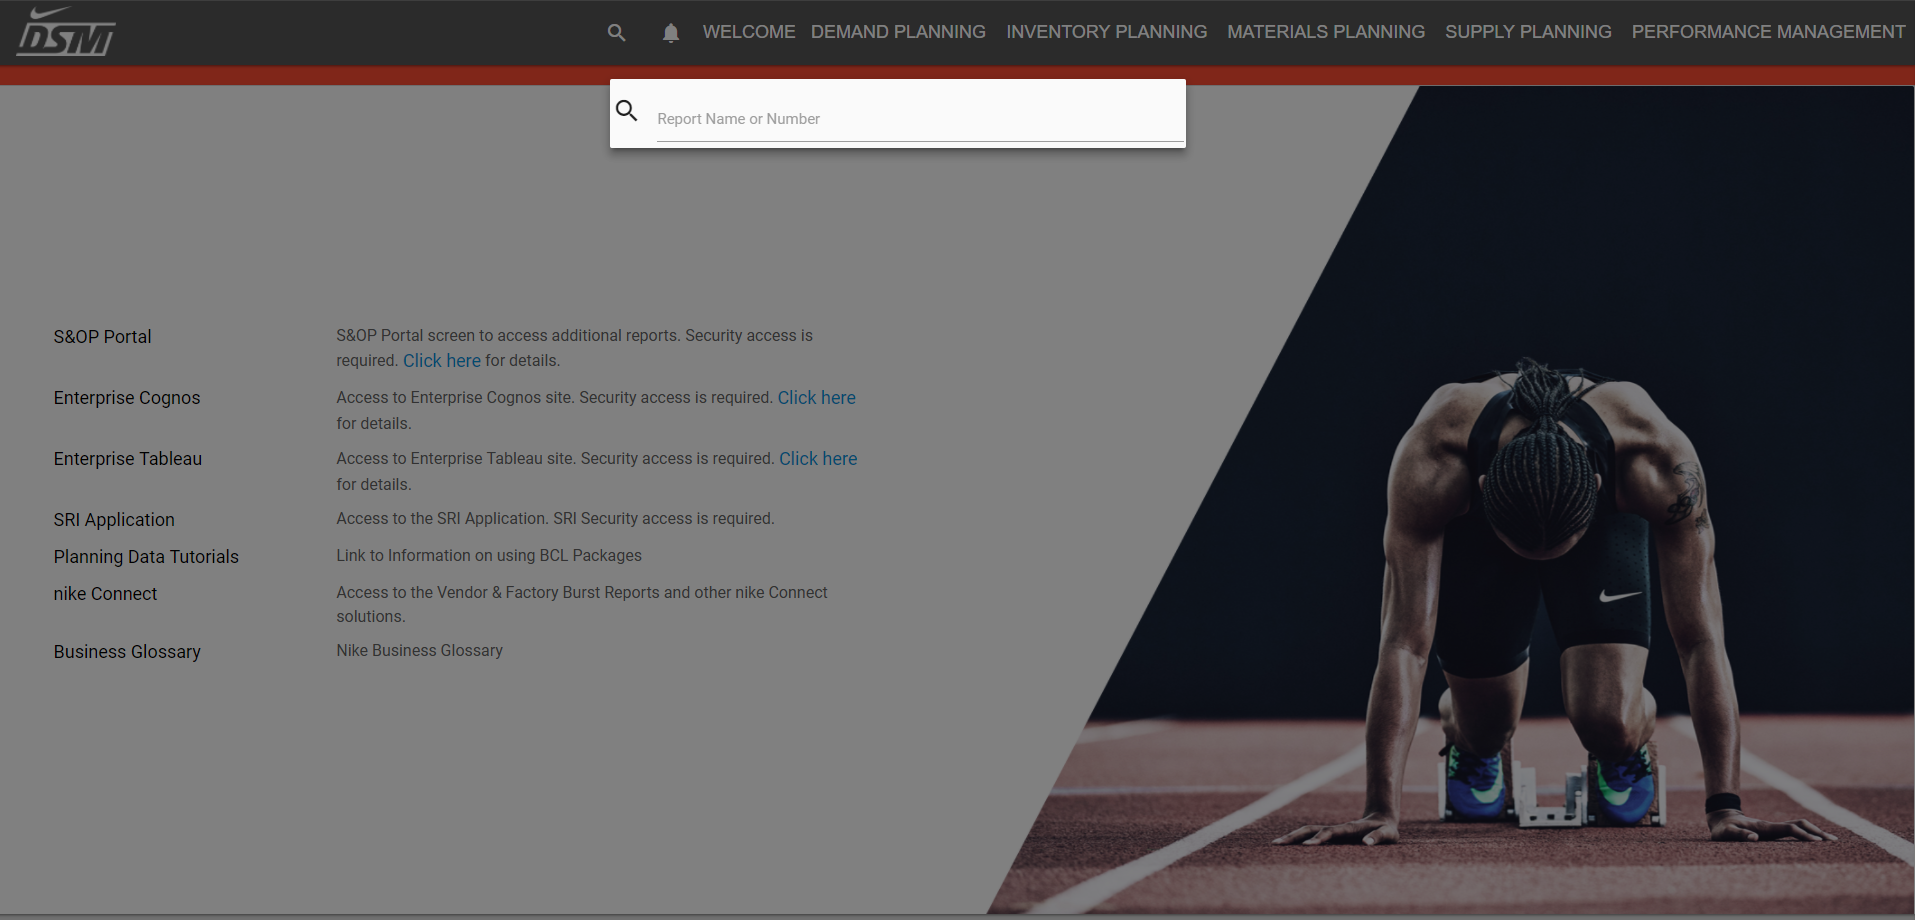 DSM
WELCOME DEMAND PLANNING INVENTORY PLANNING MATERIALS PLANNING SUPPLY PLANNING PERFORMANCE MANAGEMENT
Report Name or Number
S&OP Portal
S&OP Portal screen to access additional reports. Security access is
required. Click here for details.
Enterprise Cognos
Access to Enterprise Cognos site. Security access is required. Click here
for details.
Enterprise Tableau
Access to Enterprise Tableau site. Security access is required. Click here
for details.
SRI Application
Access to the SRI Application. SRI Security access is required.
Planning Data Tutorials
Link to Information on using BCL Packages
nike Connect
Access to the Vendor & Factory Burst Reports and other nike Connect
solutions.
Business Glossary
Nike Business Glossary